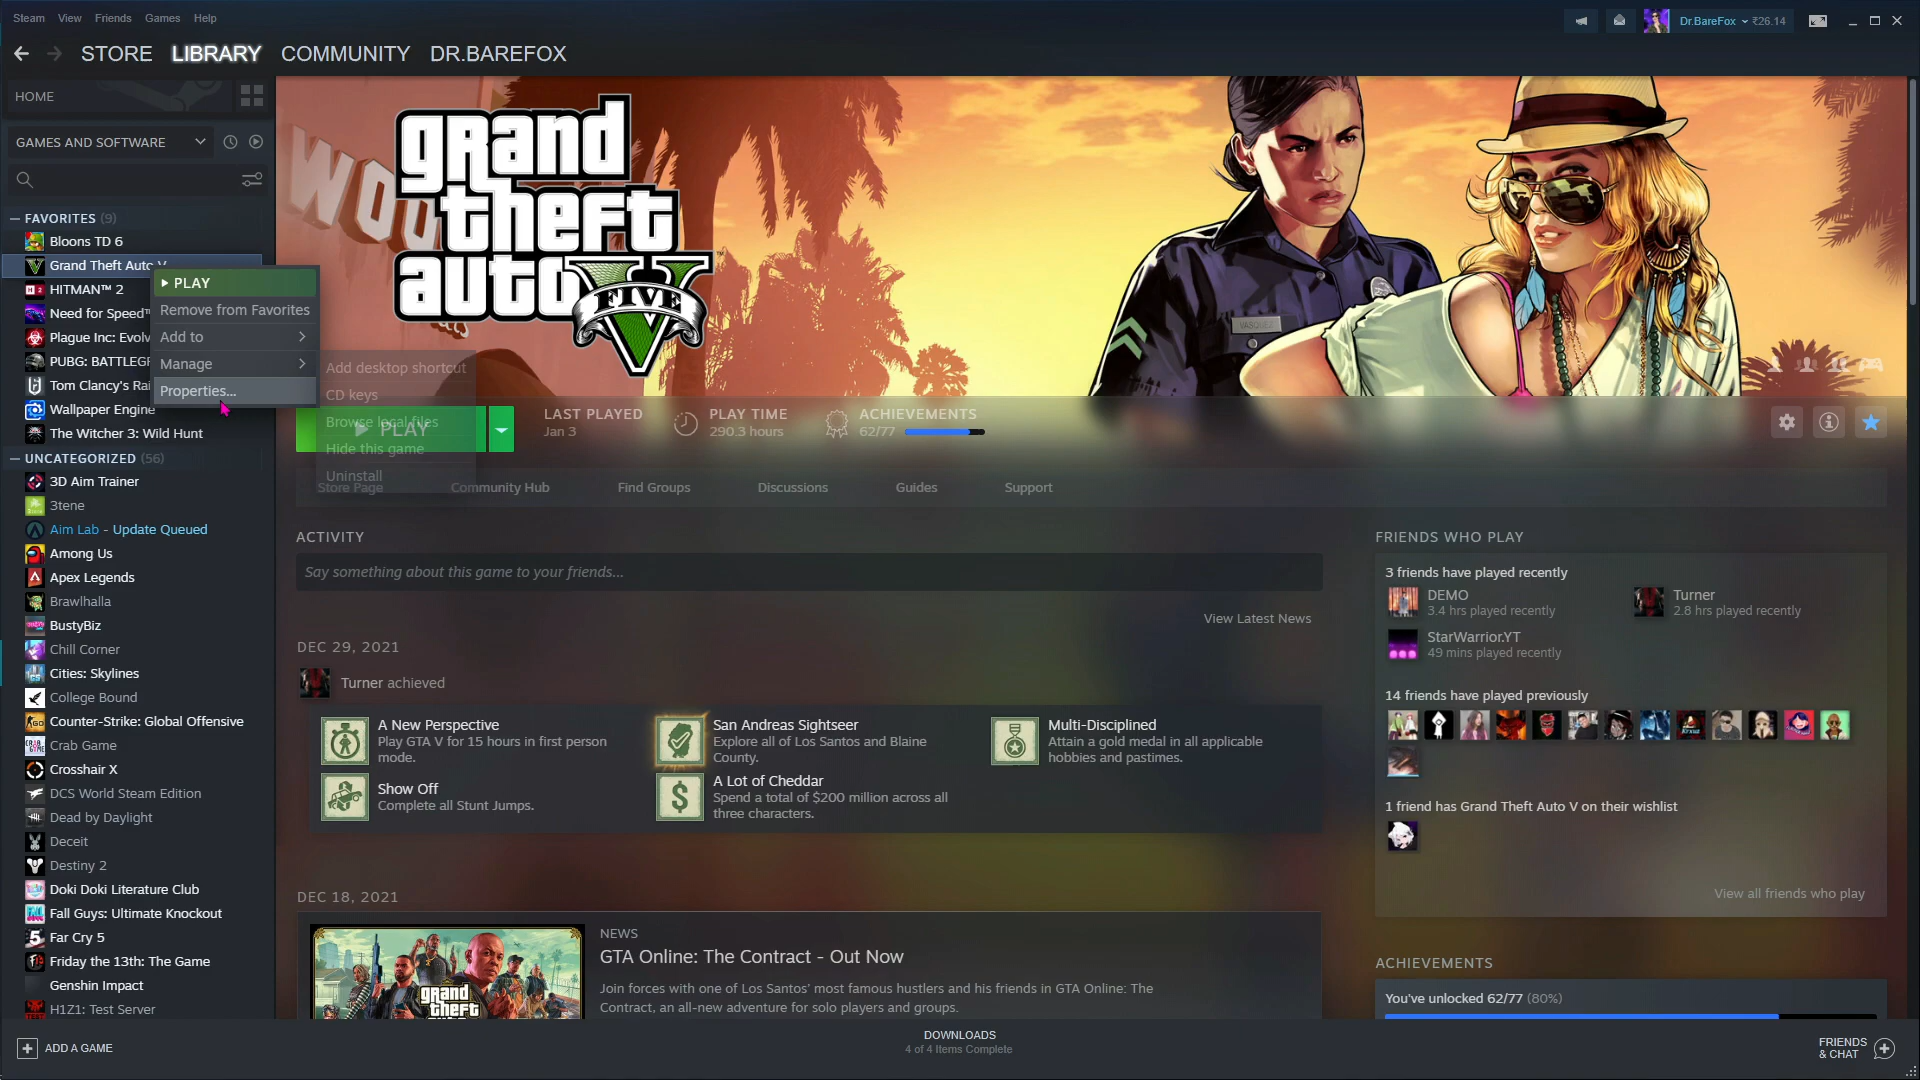 Steam View Friends Games Help
Dr.BareFox ₹26.14
STORE LIBRARY COMMUNITY DR.BAREFOX
HOME
GAMES AND SOFTWARE
FAVORITES (9)
Bloons TD 6
Grand Theft Auto V
HITMAN™ 2
Need for Speed™
Plague Inc: Evolv
PUBG: BATTLEGR
Tom Clancy's Rai
Wallpaper Engine
The Witcher 3: Wild Hunt
UNCATEGORIZED (56)
3D Aim Trainer
3tene
Aim Lab - Update Queued
Among Us
Apex Legends
Brawlhalla
BustyBiz
Chill Corner
Cities: Skylines
College Bound
Counter-Strike: Global Offensive
Crab Game
Crosshair X
DCS World Steam Edition
Dead by Daylight
Deceit
Destiny 2
Doki Doki Literature Club
Fall Guys: Ultimate Knockout
Far Cry 5
Friday the 13th: The Game
Genshin Impact
H1Z1: Test Server
PLAY
Remove from Favorites
Add to
Manage
Properties...
Add desktop shortcut
CD keys
Browse local files
Hide this game
Uninstall
grand
theft
auto V
FIVE
™
VASQUEZ
PLAY
LAST PLAYED
Jan 3
PLAY TIME
290.3 hours
ACHIEVEMENTS
62/77
Store Page Community Hub Find Groups Discussions Guides Support
ACTIVITY
Say something about this game to your friends...
View Latest News
DEC 29, 2021
Turner achieved
A New Perspective
Play GTA V for 15 hours in first person
mode.
San Andreas Sightseer
Explore all of Los Santos and Blaine
County.
Multi-Disciplined
Attain a gold medal in all applicable
hobbies and pastimes.
Show Off
Complete all Stunt Jumps.
A Lot of Cheddar
Spend a total of $200 million across all
three characters.
DEC 18, 2021
grand
theft
NEWS
GTA Online: The Contract - Out Now
Join forces with one of Los Santos' most famous hustlers and his friends in GTA Online: The
Contract, an all-new adventure for solo players and groups.
FRIENDS WHO PLAY
3 friends have played recently
DEMO
3.4 hrs played recently
Turner
2.8 hrs played recently
StarWarrior.YT
49 mins played recently
14 friends have played previously
1 friend has Grand Theft Auto V on their wishlist
View all friends who play
ACHIEVEMENTS
You've unlocked 62/77 (80%)
ADD A GAME
DOWNLOADS
4 of 4 Items Complete
FRIENDS
& CHAT